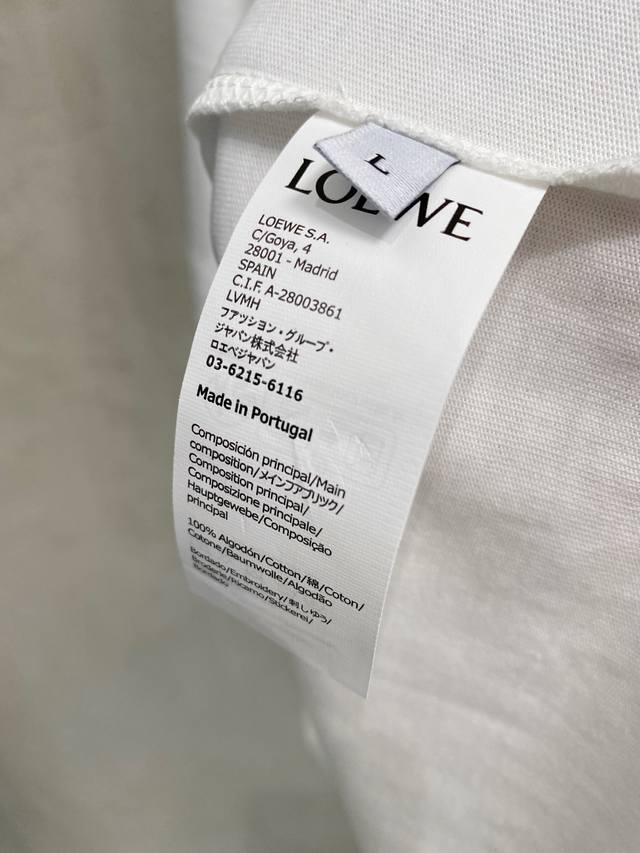 L
LOEWE
LOEWE S.A.
C/Goya, 4
28001 - Madrid
SPAIN
C.I.F. A-28003861
LVMH
ファッション・グループ・
ジャパン株式会社
ロエベジャパン
03-6215-6116
Made in Portugal
Composición principal/Main
composition/メインファブリック/
Composition principal/
Composizione principale/
Hauptgewebe/Composição
principal
100% Algodón/Cotton/綿/Coton/
Cotone/Baumwolle/Algodão
Bordado/Embroidery/刺しゅう/
Broderie/Ricamo/Stickerei/
Bordado